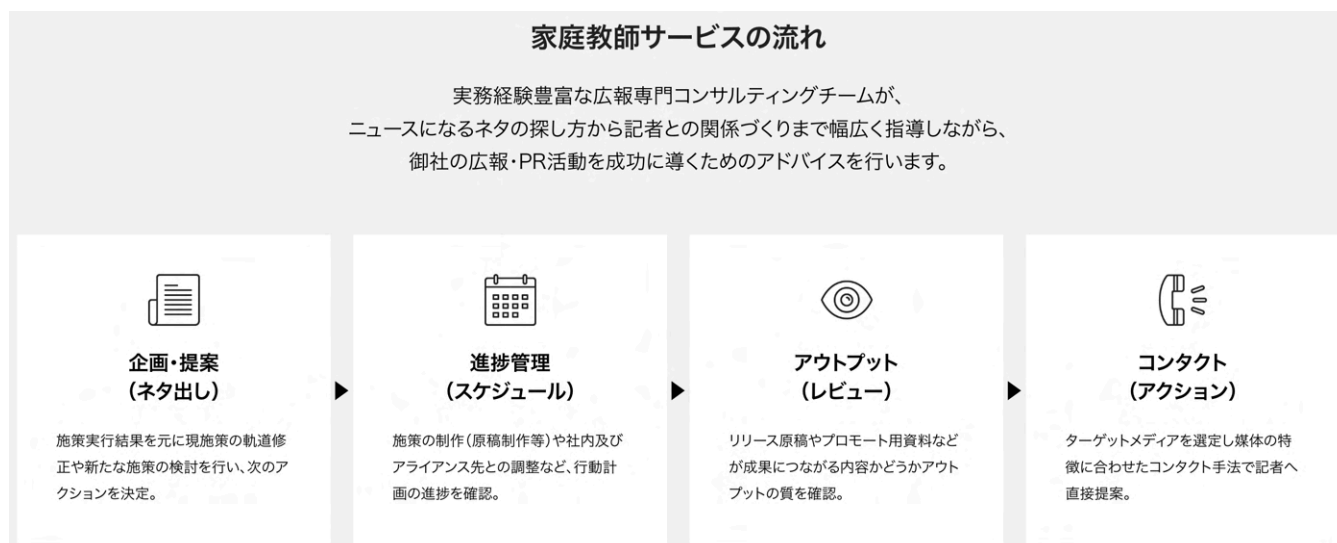 家庭教師サービスの流れ
実務経験豊富な広報専門コンサルティングチームが、
ニュースになるネタの探し方から記者との関係づくりまで幅広く指導しながら、
御社の広報・PR活動を成功に導くためのアドバイスを行います。
企画・提案
（ネタ出し）
施策実行結果を元に現施策の軌道修
正や新たな施策の検討を行い、次のア
クションを決定。
進捗管理
（スケジュール）
施策の制作（原稿制作等）や社内及び
アライアンス先との調整など、行動計
画の進捗を確認。
アウトプット
（レビュー）
リリース原稿やプロモート用資料など
が成果につながる内容かどうかアウト
プットの質を確認。
コンタクト
（アクション）
ターゲットメディアを選定し媒体の特
徴に合わせたコンタクト手法で記者へ
直接提案。